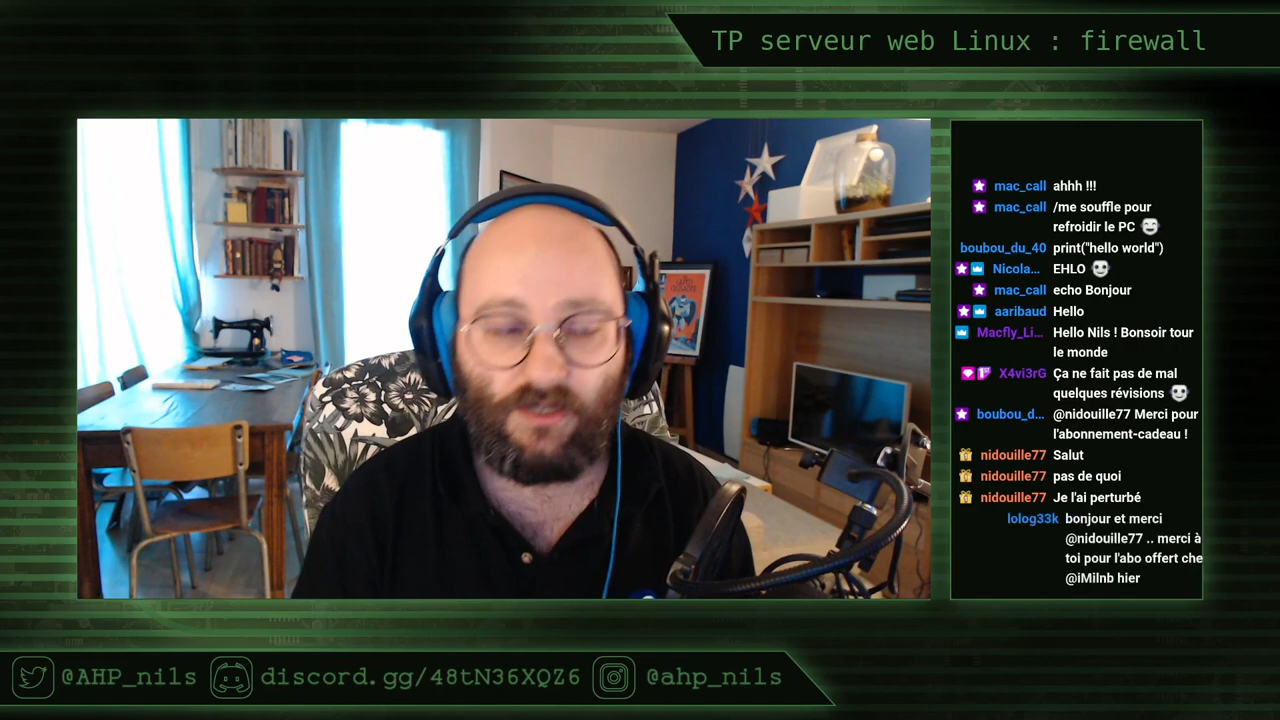 TP serveur web Linux : firewall
mac_call ahhh !!!
mac_call /me souffle pour
refroidir le PC
boubou_du_40 print("hello world")
Nicola... EHLO
mac_call echo Bonjour
aaribaud Hello
Macfly_Li... Hello Nils ! Bonsoir tour
le monde
X4vi3rG Ça ne fait pas de mal
quelques révisions
boubou_d... @nidouille77 Merci pour
l'abonnement-cadeau !
nidouille77 Salut
nidouille77 pas de quoi
nidouille77 Je l'ai perturbé
lolog33k bonjour et merci
@nidouille77 .. merci à
toi pour l'abo offert che
@iMilnb hier
@AHP_nils discord.gg/48tN36XQZ6 @ahp_nils